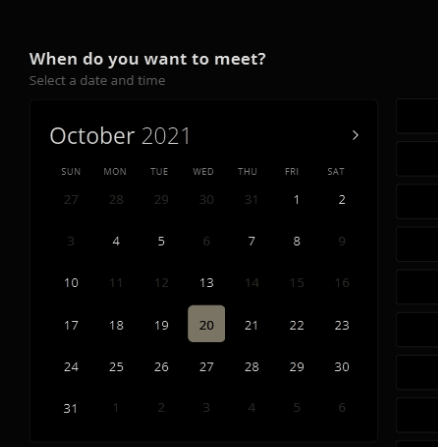 When do you want to meet?
Select a date and time
October 2021
SUN MON TUE WED THU FRI SAT
27 28 29 30 31 1 2
3 4 5 6 7 8 9
10 11 12 13 14 15 16
17 18 19 20 21 22 23
24 25 26 27 28 29 30
31 1 2 3 4 5 6